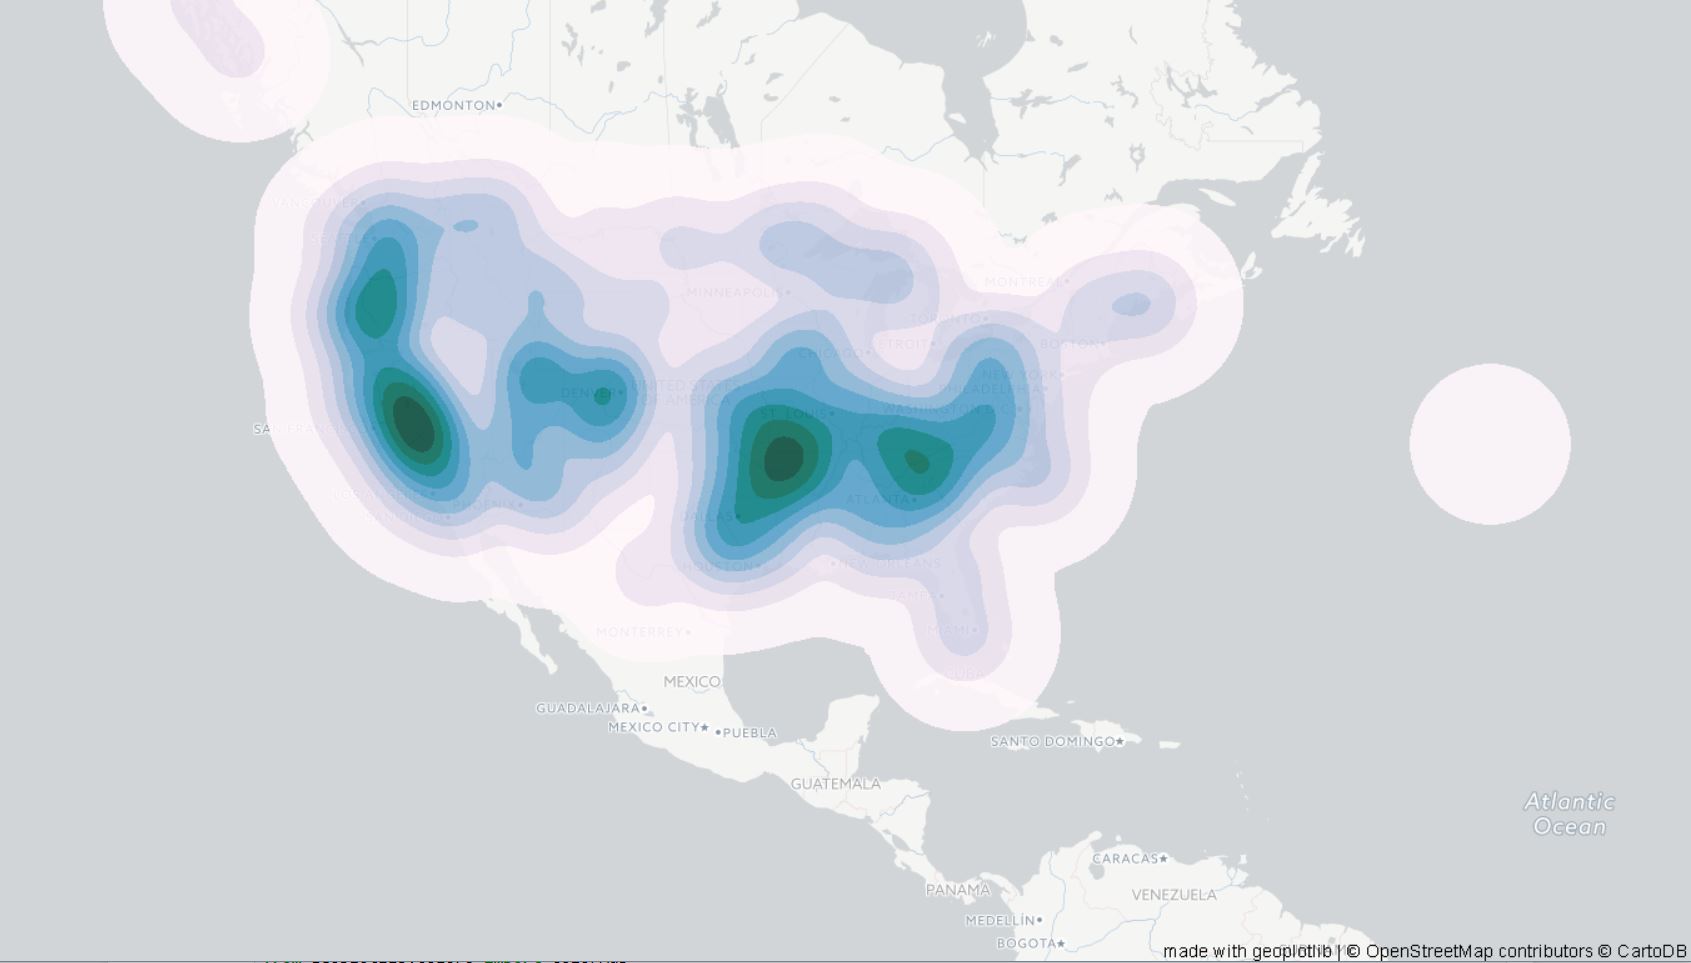 EDMONTON
VANCOUVER
SEATTLE
MONTREAL
MINNEAPOLIS
TORONTO
DETROIT
BOSTON
CHICAGO
NEW YORK
PHILADELPHIA
UNITED STATES
OF AMERICA
DENVER
ST. LOUIS
WASHINGTON D.C.
SAN FRANCISCO
LOS ANGELES
PHOENIX
SAN DIEGO
ATLANTA
DALLAS
HOUSTON
NEW ORLEANS
TAMPA
MIAMI
MONTERREY
CUBA
MEXICO
GUADALAJARA
MEXICO CITY
PUEBLA
SANTO DOMINGO
GUATEMALA
Atlantic
Ocean
CARACAS
PANAMA
VENEZUELA
MEDELLÍN
BOGOTA
made with geoplotlib | © OpenStreetMap contributors © CartoDB